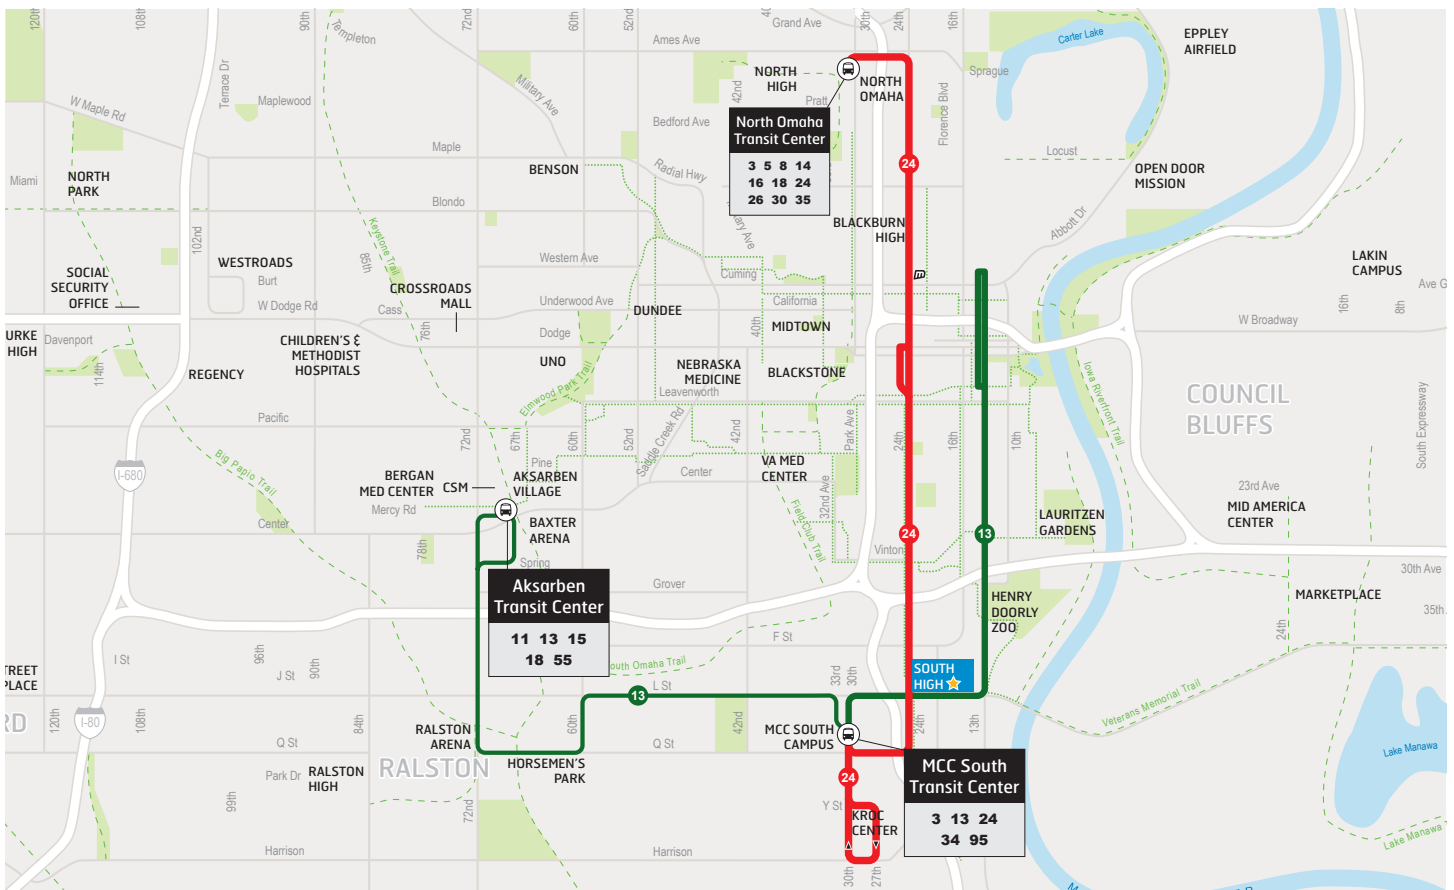 120th
108th
90th
72nd
60th
52nd
30th
24th
16th
Templeton
Grand Ave
Ames Ave
Carter Lake
EPPLEY
AIRFIELD
Terrace Dr
Maplewood
W Maple Rd
Military Ave
NORTH
HIGH
42nd
Pratt
NORTH
OMAHA
Sprague
Florence Blvd
Bedford Ave
North Omaha
Transit Center
3 5 8 14
16 18 24
26 30 35
Maple
Radial Hwy
24
Locust
OPEN DOOR
MISSION
BENSON
Miami
NORTH
PARK
Blondo
Keystone Trail
85th
102nd
BLACKBURN
HIGH
Abbott Dr
WESTROADS
Burt
W Dodge Rd
SOCIAL
SECURITY
OFFICE
CROSSROADS
MALL
Cass
76th
Western Ave
Underwood Ave
Cuming
California
DUNDEE
MIDTOWN
40th
LAKIN
CAMPUS
Ave G
16th
8th
W Broadway
URKE
HIGH
Davenport
114th
CHILDREN'S &
METHODIST
HOSPITALS
REGENCY
Dodge
UNO
Elmwood Park Trail
NEBRASKA
MEDICINE
BLACKSTONE
Leavenworth
Iowa Riverfront Trail
COUNCIL
BLUFFS
South Expressway
Pacific
72nd
67th
60th
52nd
Saddle Creek Rd
42nd
Park Ave
24th
16th
10th
Big Papio Trail
I-680
Pine
Center
BERGAN
MED CENTER
CSM
AKSARBEN
VILLAGE
Mercy Rd
VA MED
CENTER
32nd Ave
Field Club Trail
23rd Ave
MID AMERICA
CENTER
LAURITZEN
GARDENS
Center
78th
BAXTER
ARENA
Spring
Vinton
24
13
30th Ave
Grover
Aksarben
Transit Center
11 13 15
18 55
HENRY
DOORLY
ZOO
MARKETPLACE
35th
24th
F St
I St
96th
J St
90th
outh Omaha Trail
L St
33rd
30th
SOUTH
HIGH
TREET
PLACE
13
Veterans Memorial Trail
RD
120th
I-80
108th
84th
Q St
RALSTON
ARENA
60th
42nd
Q St
MCC SOUTH
CAMPUS
24th
13th
Lake Manawa
Park Dr
RALSTON
HIGH
RALSTON
HORSEMEN'S
PARK
24
MCC South
Transit Center
3 13 24
34 95
99th
72nd
Y St
KROC
CENTER
Harrison
Harrison
30th
27th
Lake Manawa